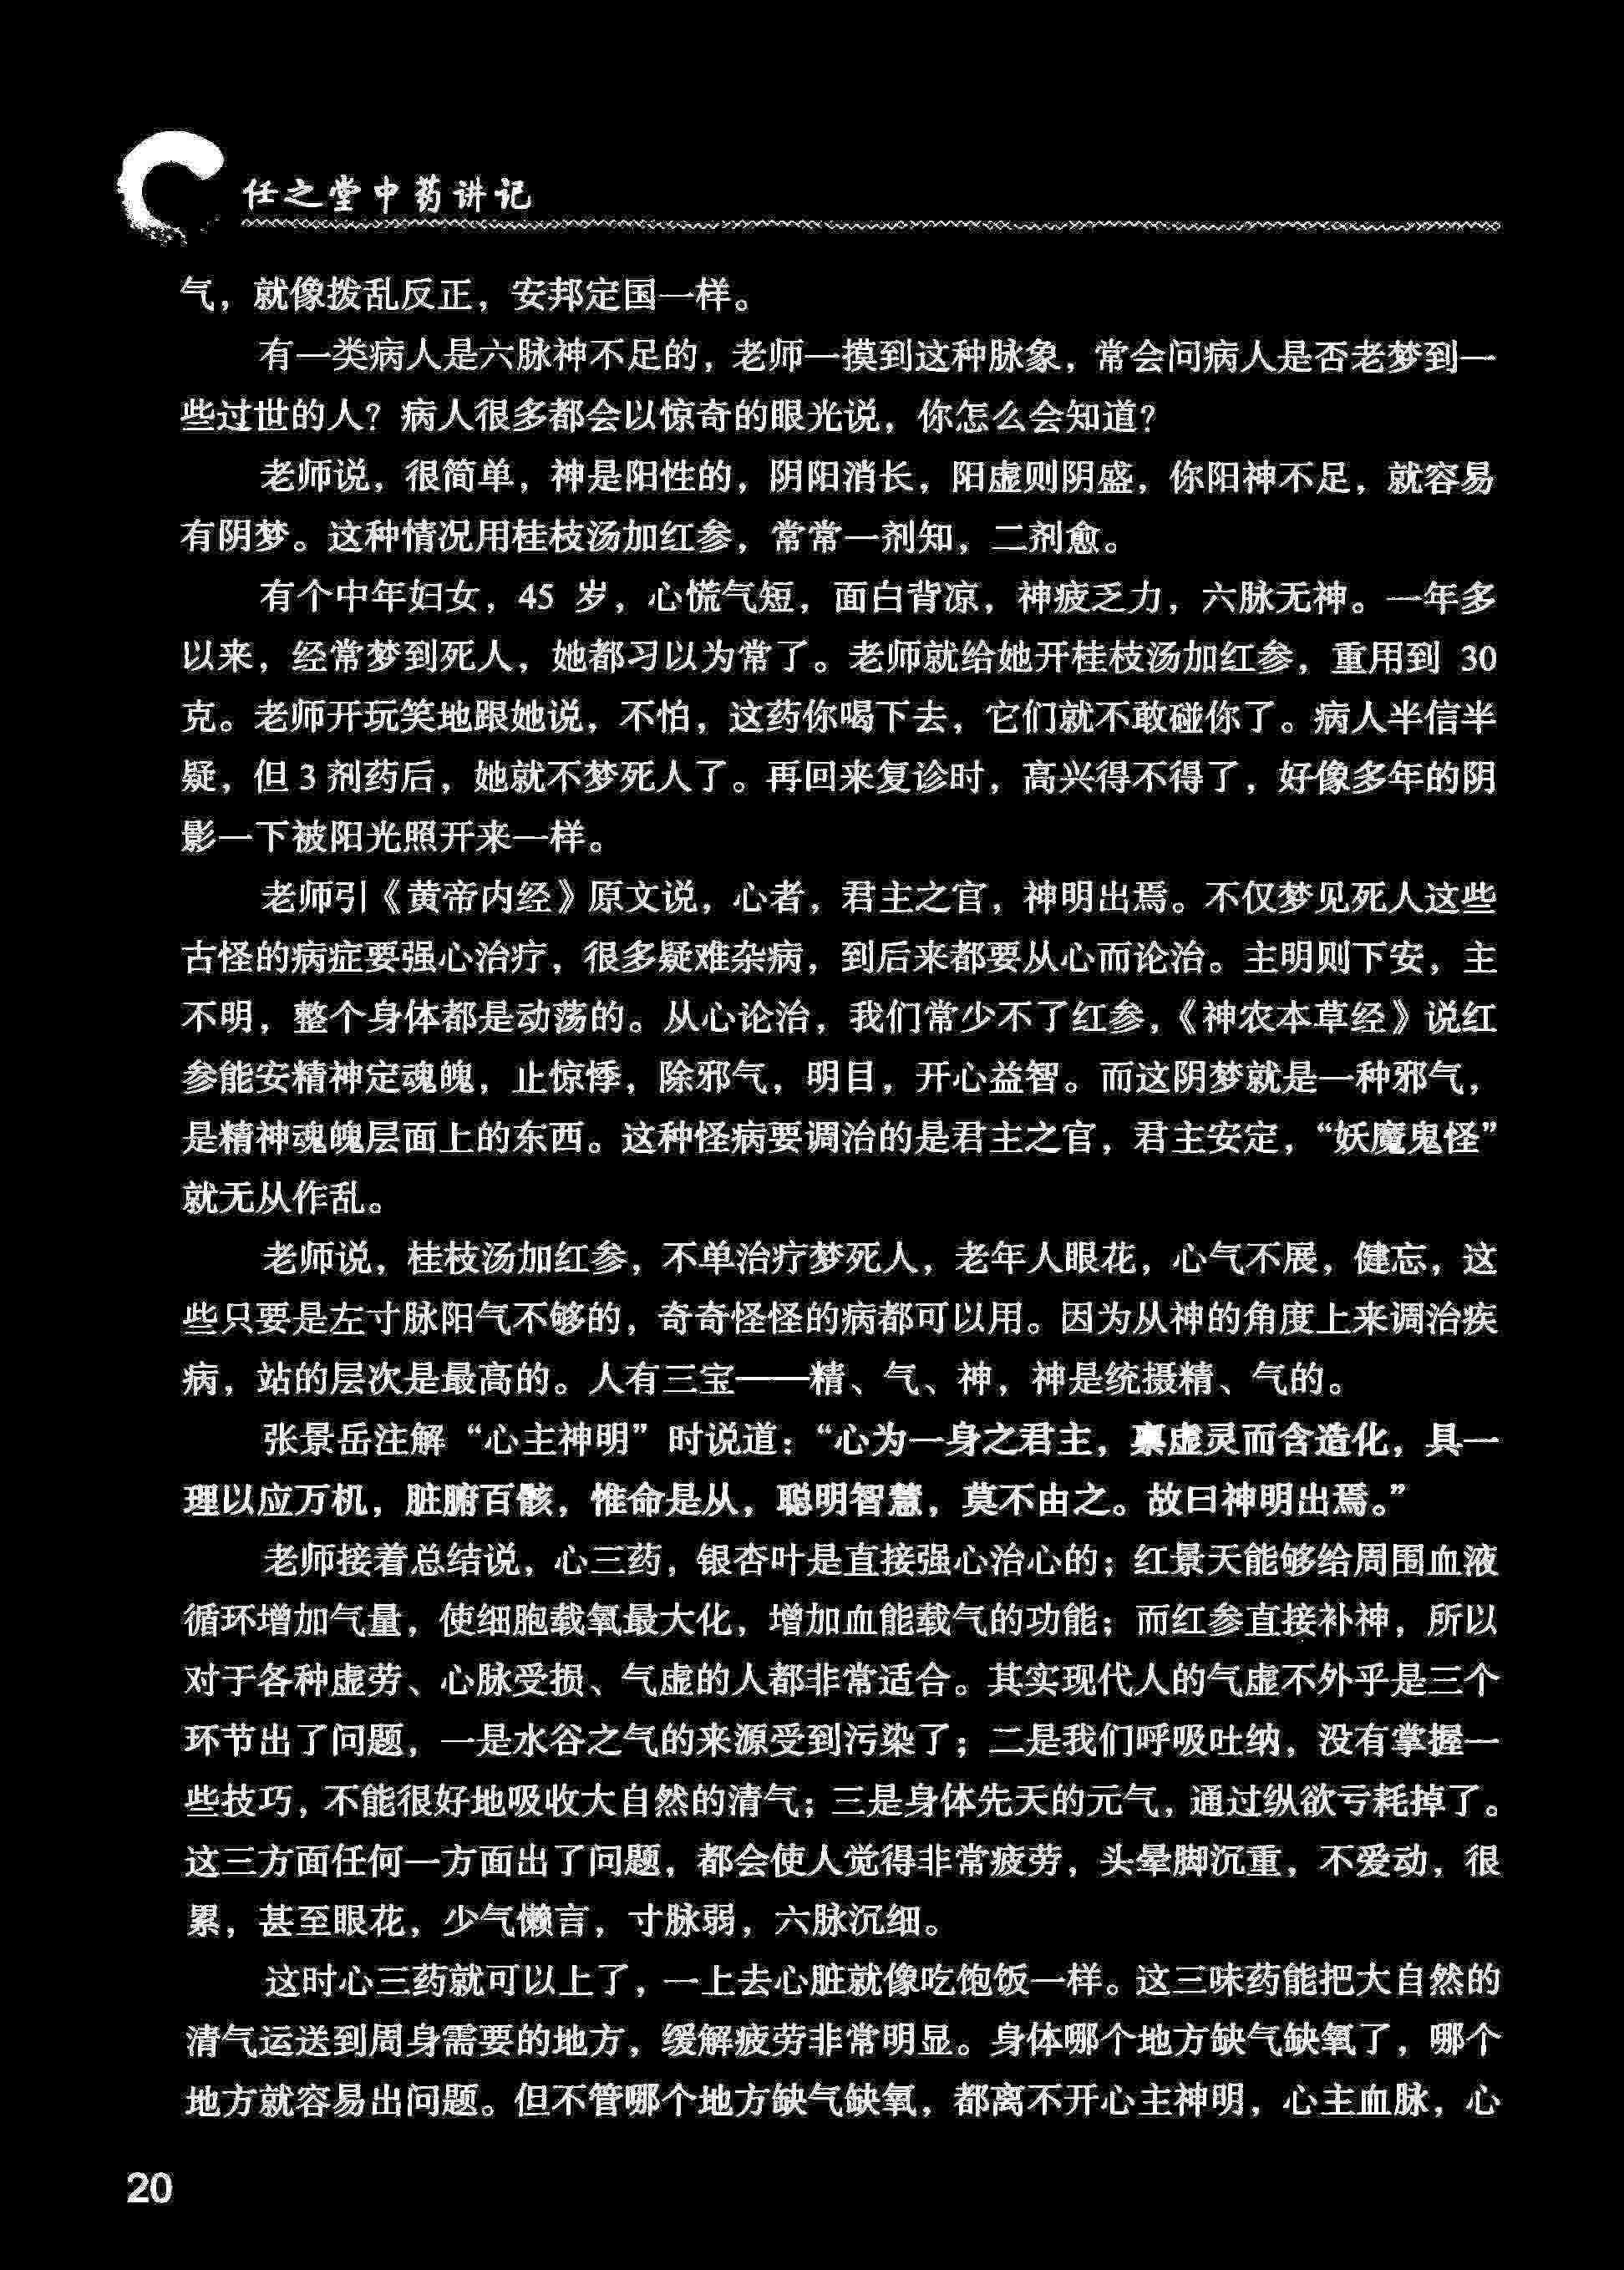 任之堂中药讲记
气，就像拨乱反正，安邦定国一样。
有一类病人是六脉神不足的，老师一摸到这种脉象，常会问病人是否老梦到一
些过世的人？病人很多都会以惊奇的眼光说，你怎么会知道？
老师说，很简单，神是阳性的，阴阳消长，阳虚则阴盛，你阳神不足，就容易
有阴梦。这种情况用桂枝汤加红参，常常一剂知，二剂愈。
有个中年妇女，45 岁，心慌气短，面白背凉，神疲乏力，六脉无神。一年多
以来，经常梦到死人，她都习以为常了。老师就给她开桂枝汤加红参，重用到 30
克。老师开玩笑地跟她说，不怕，这药你喝下去，它们就不敢碰你了。病人半信半
疑，但 3 剂药后，她就不梦死人了。再回来复诊时，高兴得不得了，好像多年的阴
影一下被阳光照开来一样。
老师引《黄帝内经》原文说，心者，君主之官，神明出焉。不仅梦见死人这些
古怪的病症要强心治疗，很多疑难杂病，到后来都要从心而论治。主明则下安，主
不明，整个身体都是动荡的。从心论治，我们常少不了红参，《神农本草经》说红
参能安精神定魂魄，止惊悸，除邪气，明目，开心益智。而这阴梦就是一种邪气，
是精神魂魄层面上的东西。这种怪病要调治的是君主之官，君主安定，“妖魔鬼怪”
就无从作乱。
老师说，桂枝汤加红参，不单治疗梦死人，老年人眼花，心气不展，健忘，这
些只要是左寸脉阳气不够的，奇奇怪怪的病都可以用。因为从神的角度上来调治疾
病，站的层次是最高的。人有三宝——精、气、神，神是统摄精、气的。
张景岳注解“心主神明”时说道：“心为一身之君主，禀虚灵而含造化，具一
理以应万机，脏腑百骸，惟命是从，聪明智慧，莫不由之。故曰神明出焉。”
老师接着总结说，心三药，银杏叶是直接强心治心的；红景天能够给周围血液
循环增加气量，使细胞载氧最大化，增加血能载气的功能；而红参直接补神，所以
对于各种虚劳、心脉受损、气虚的人都非常适合。其实现代人的气虚不外乎是三个
环节出了问题，一是水谷之气的来源受到污染了；二是我们呼吸吐纳，没有掌握一
些技巧，不能很好地吸收大自然的清气；三是身体先天的元气，通过纵欲亏耗掉了。
这三方面任何一方面出了问题，都会使人觉得非常疲劳，头晕脚沉重，不爱动，很
累，甚至眼花，少气懒言，寸脉弱，六脉沉细。
这时心三药就可以上了，一上去心脏就像吃饱饭一样。这三味药能把大自然的
清气运送到周身需要的地方，缓解疲劳非常明显。身体哪个地方缺气缺氧了，哪个
地方就容易出问题。但不管哪个地方缺气缺氧，都离不开心主神明，心主血脉，心
20